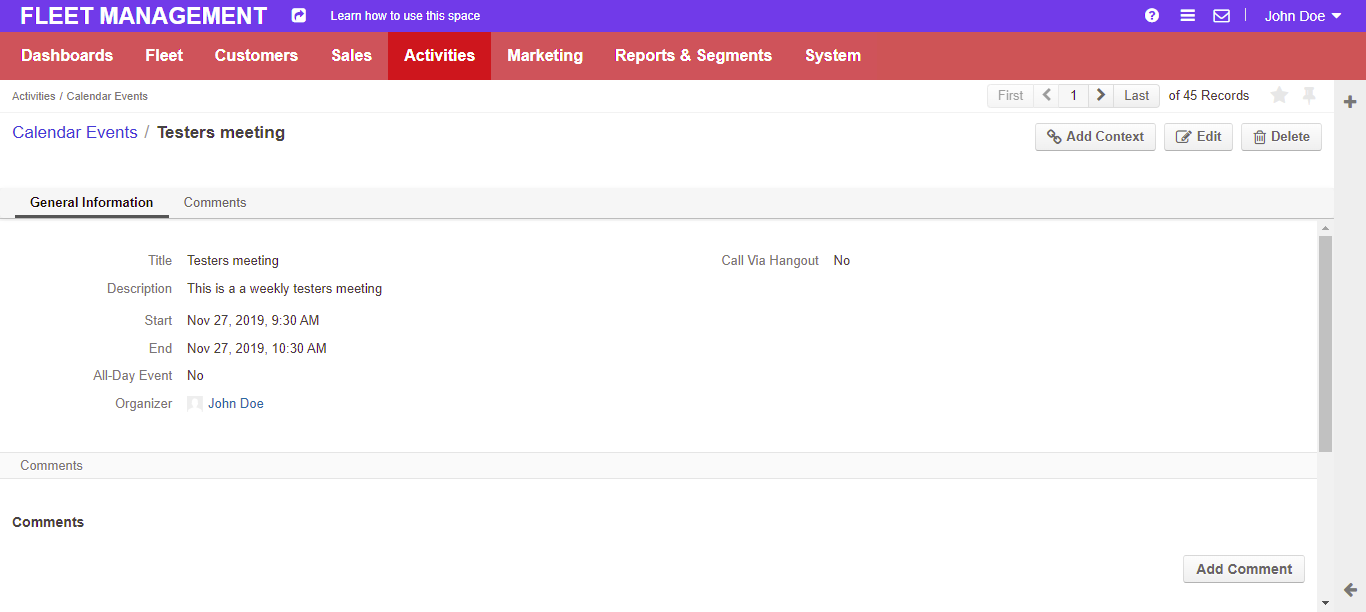 FLEET MANAGEMENT Learn how to use this space John Doe
Dashboards Fleet Customers Sales Activities Marketing Reports & Segments System
Activities / Calendar Events First 1 Last of 45 Records
Calendar Events / Testers meeting Add Context Edit Delete
General Information Comments
Title Testers meeting Call Via Hangout No
Description This is a a weekly testers meeting
Start Nov 27, 2019, 9:30 AM
End Nov 27, 2019, 10:30 AM
All-Day Event No
Organizer John Doe
Comments
Comments
Add Comment